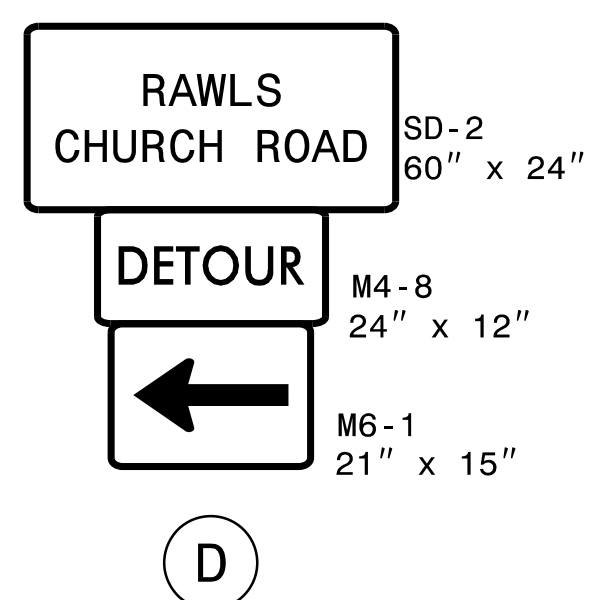 RAWLS
CHURCH ROAD
SD-2
60" x 24"
DETOUR
M4-8
24" x 12"
M6-1
21" x 15"
D